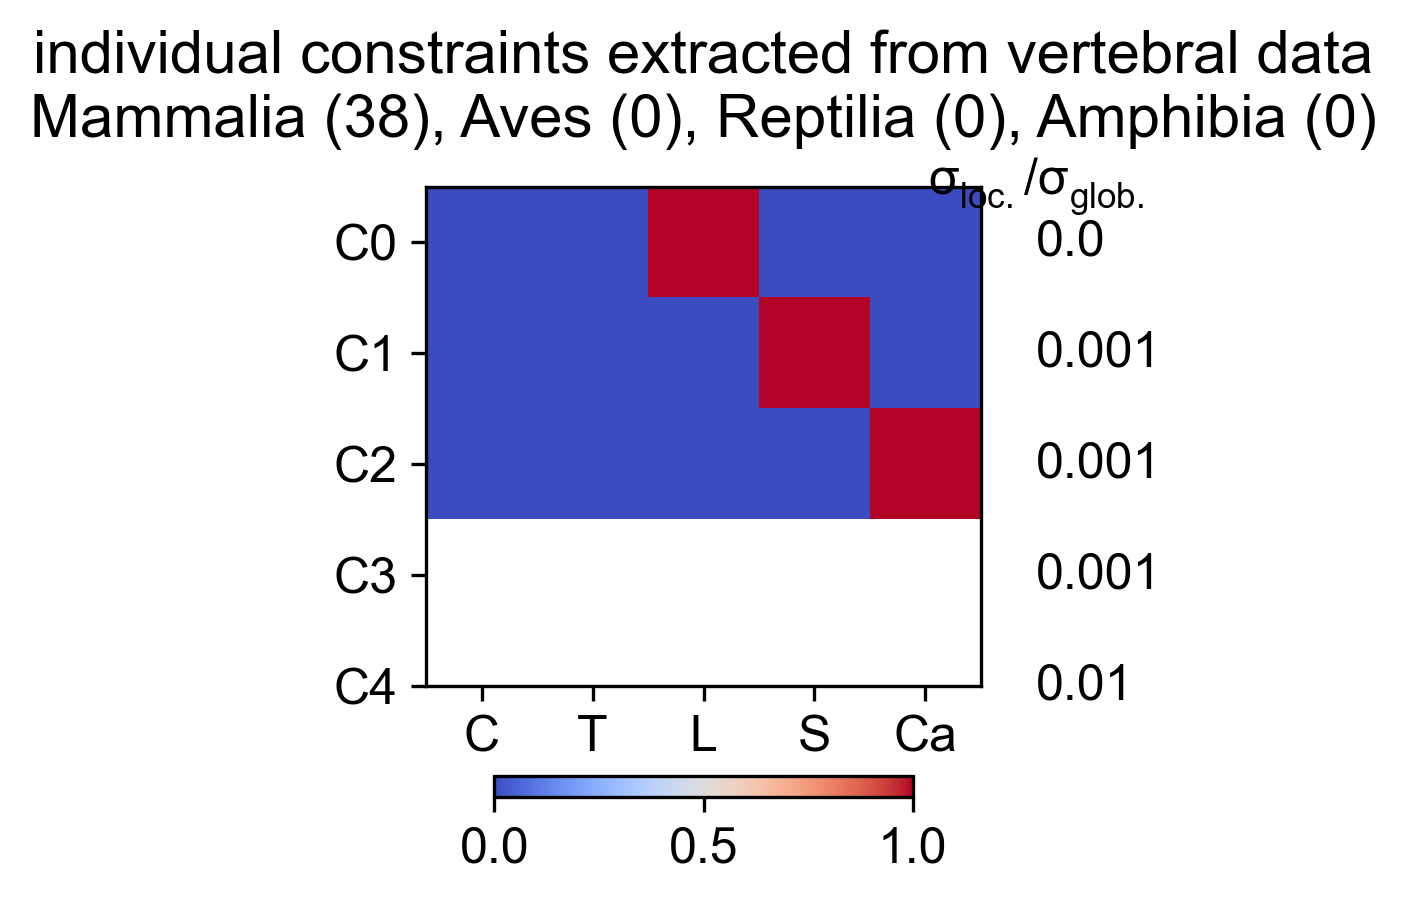 individual constraints extracted from vertebral data
Mammalia (38), Aves (0), Reptilia (0), Amphibia (0)
σloc. /σglob.
C0 0.0
C1 0.001
C2 0.001
C3 0.001
C4 0.01
C T L S Ca
0.0 0.5 1.0